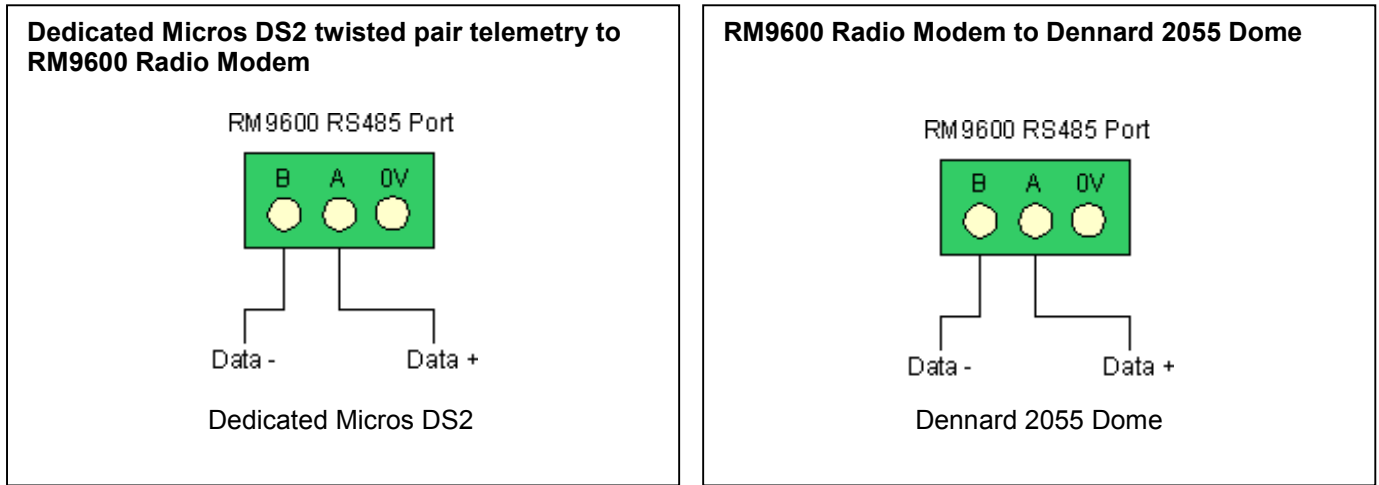 Dedicated Micros DS2 twisted pair telemetry to
RM9600 Radio Modem
RM9600 RS485 Port
B A 0V
Data - Data +
Dedicated Micros DS2
RM9600 Radio Modem to Dennard 2055 Dome
RM9600 RS485 Port
B A 0V
Data - Data +
Dennard 2055 Dome